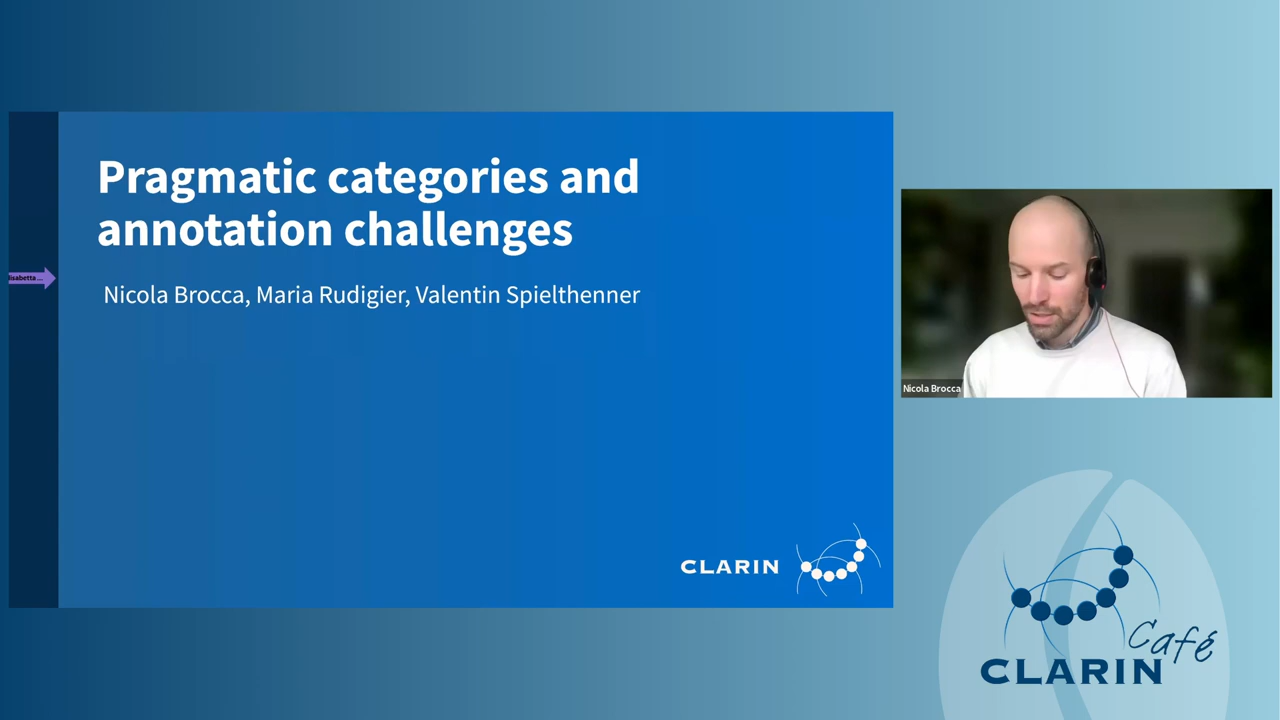 Pragmatic categories and
annotation challenges
Nicola Brocca, Maria Rudigier, Valentin Spielthenner
CLARIN
Nicola Brocca
Café
CLARIN